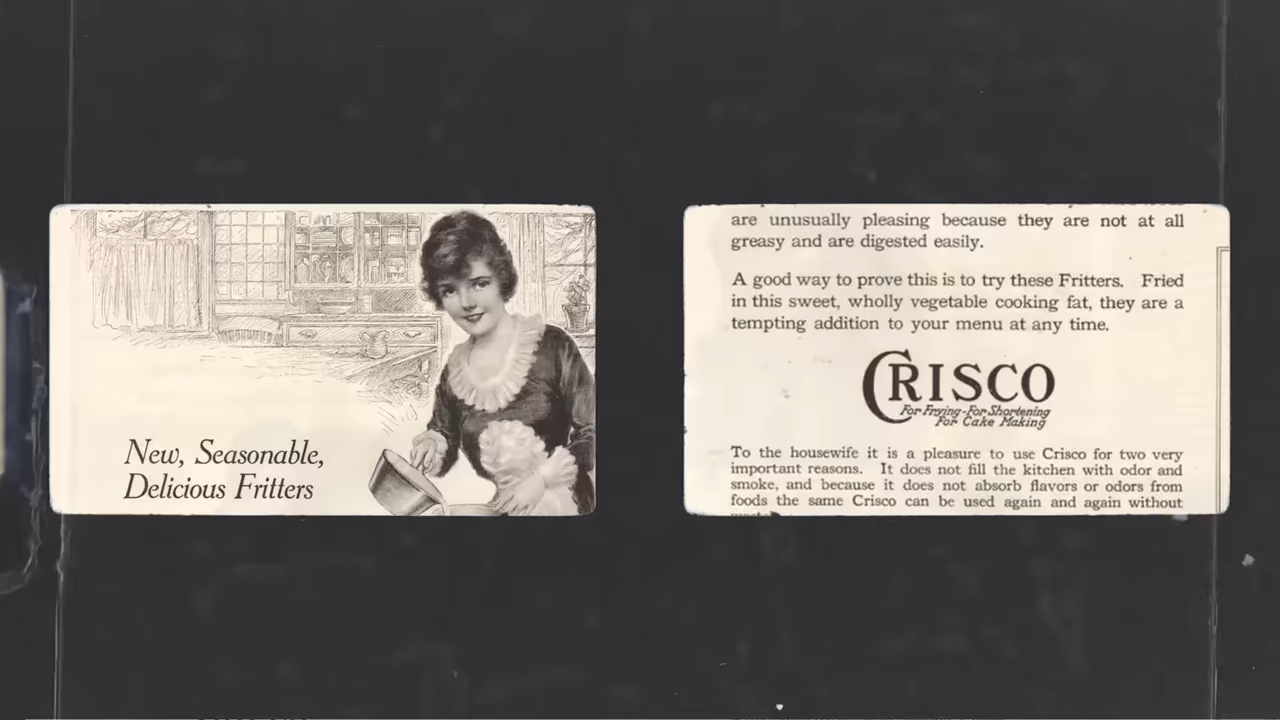 New, Seasonable,
Delicious Fritters
are unusually pleasing because they are not at all
greasy and are digested easily.
A good way to prove this is to try these Fritters. Fried
in this sweet, wholly vegetable cooking fat, they are a
tempting addition to your menu at any time.
CRISCO
For Frying-For Shortening
For Cake Making
To the housewife it is a pleasure to use Crisco for two very
important reasons. It does not fill the kitchen with odor and
smoke, and because it does not absorb flavors or odors from
foods the same Crisco can be used again and again without